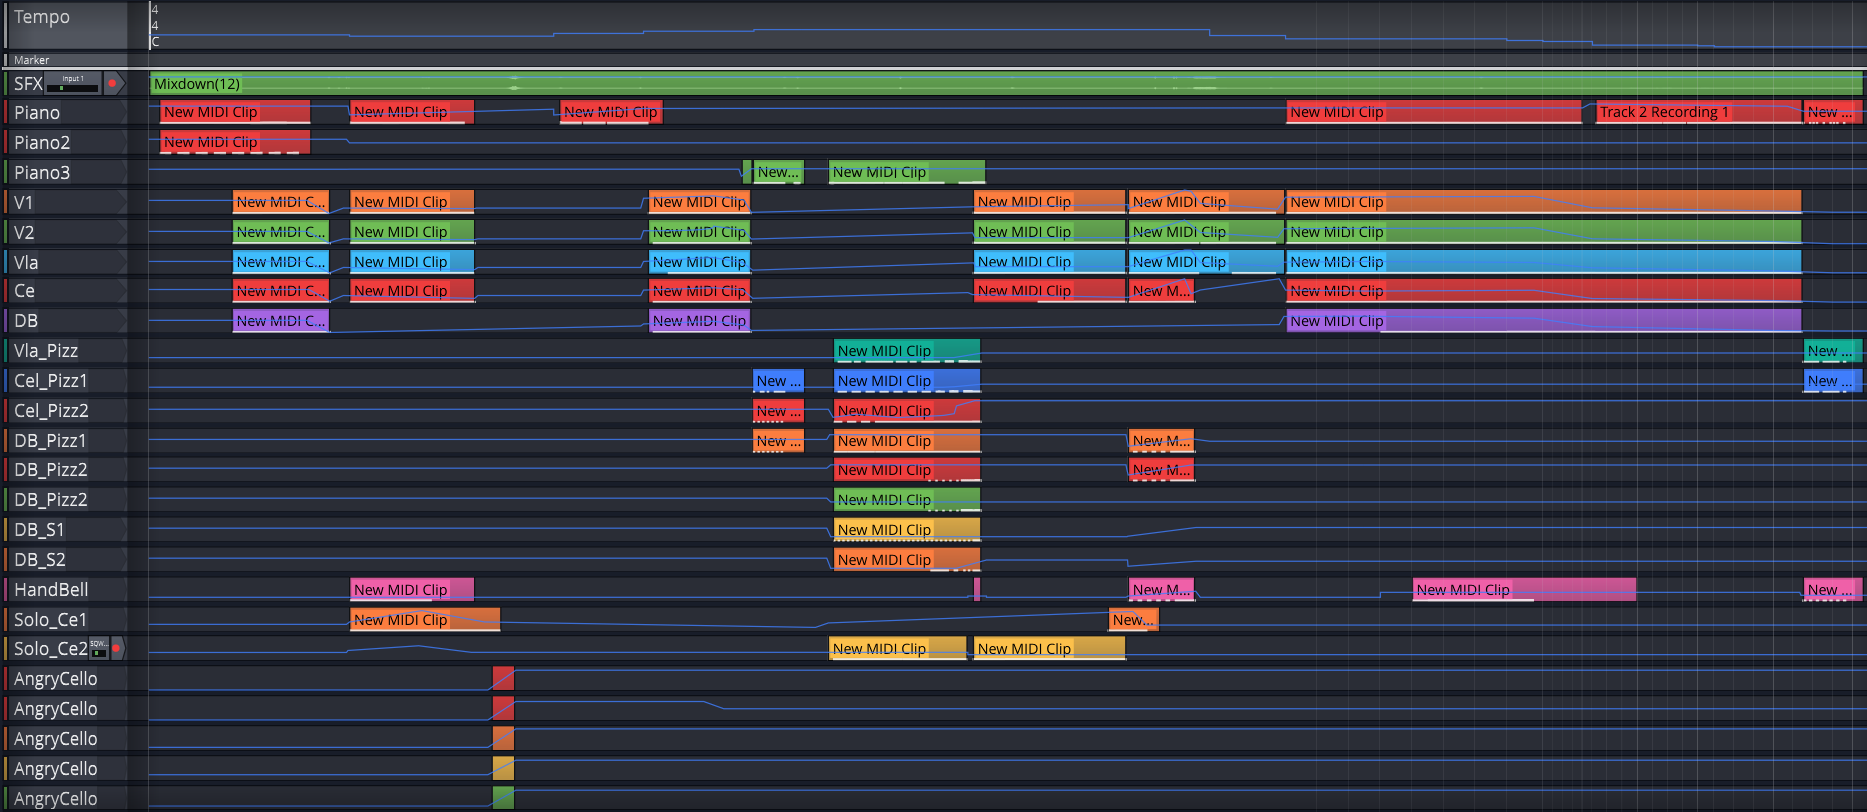 Tempo
4
4
C
Marker
SFX Input 1 Mixdown(12)
Piano New MIDI Clip New MIDI Clip New MIDI Clip New MIDI Clip Track 2 Recording 1 New ...
Piano2 New MIDI Clip
Piano3 New... New MIDI Clip
V1 New MIDI C... New MIDI Clip New MIDI Clip New MIDI Clip New MIDI Clip New MIDI Clip
V2 New MIDI C... New MIDI Clip New MIDI Clip New MIDI Clip New MIDI Clip New MIDI Clip
Vla New MIDI C... New MIDI Clip New MIDI Clip New MIDI Clip New MIDI Clip New MIDI Clip
Ce New MIDI C... New MIDI Clip New MIDI Clip New MIDI Clip New M... New MIDI Clip
DB New MIDI C... New MIDI Clip New MIDI Clip
Vla_Pizz New MIDI Clip New ...
Cel_Pizz1 New ... New MIDI Clip New ...
Cel_Pizz2 New ... New MIDI Clip
DB_Pizz1 New ... New MIDI Clip New M...
DB_Pizz2 New MIDI Clip New M...
DB_Pizz2 New MIDI Clip
DB_S1 New MIDI Clip
DB_S2 New MIDI Clip
HandBell New MIDI Clip New M... New MIDI Clip New ...
Solo_Ce1 New MIDI Clip New...
Solo_Ce2 New MIDI Clip New MIDI Clip
AngryCello
AngryCello
AngryCello
AngryCello
AngryCello